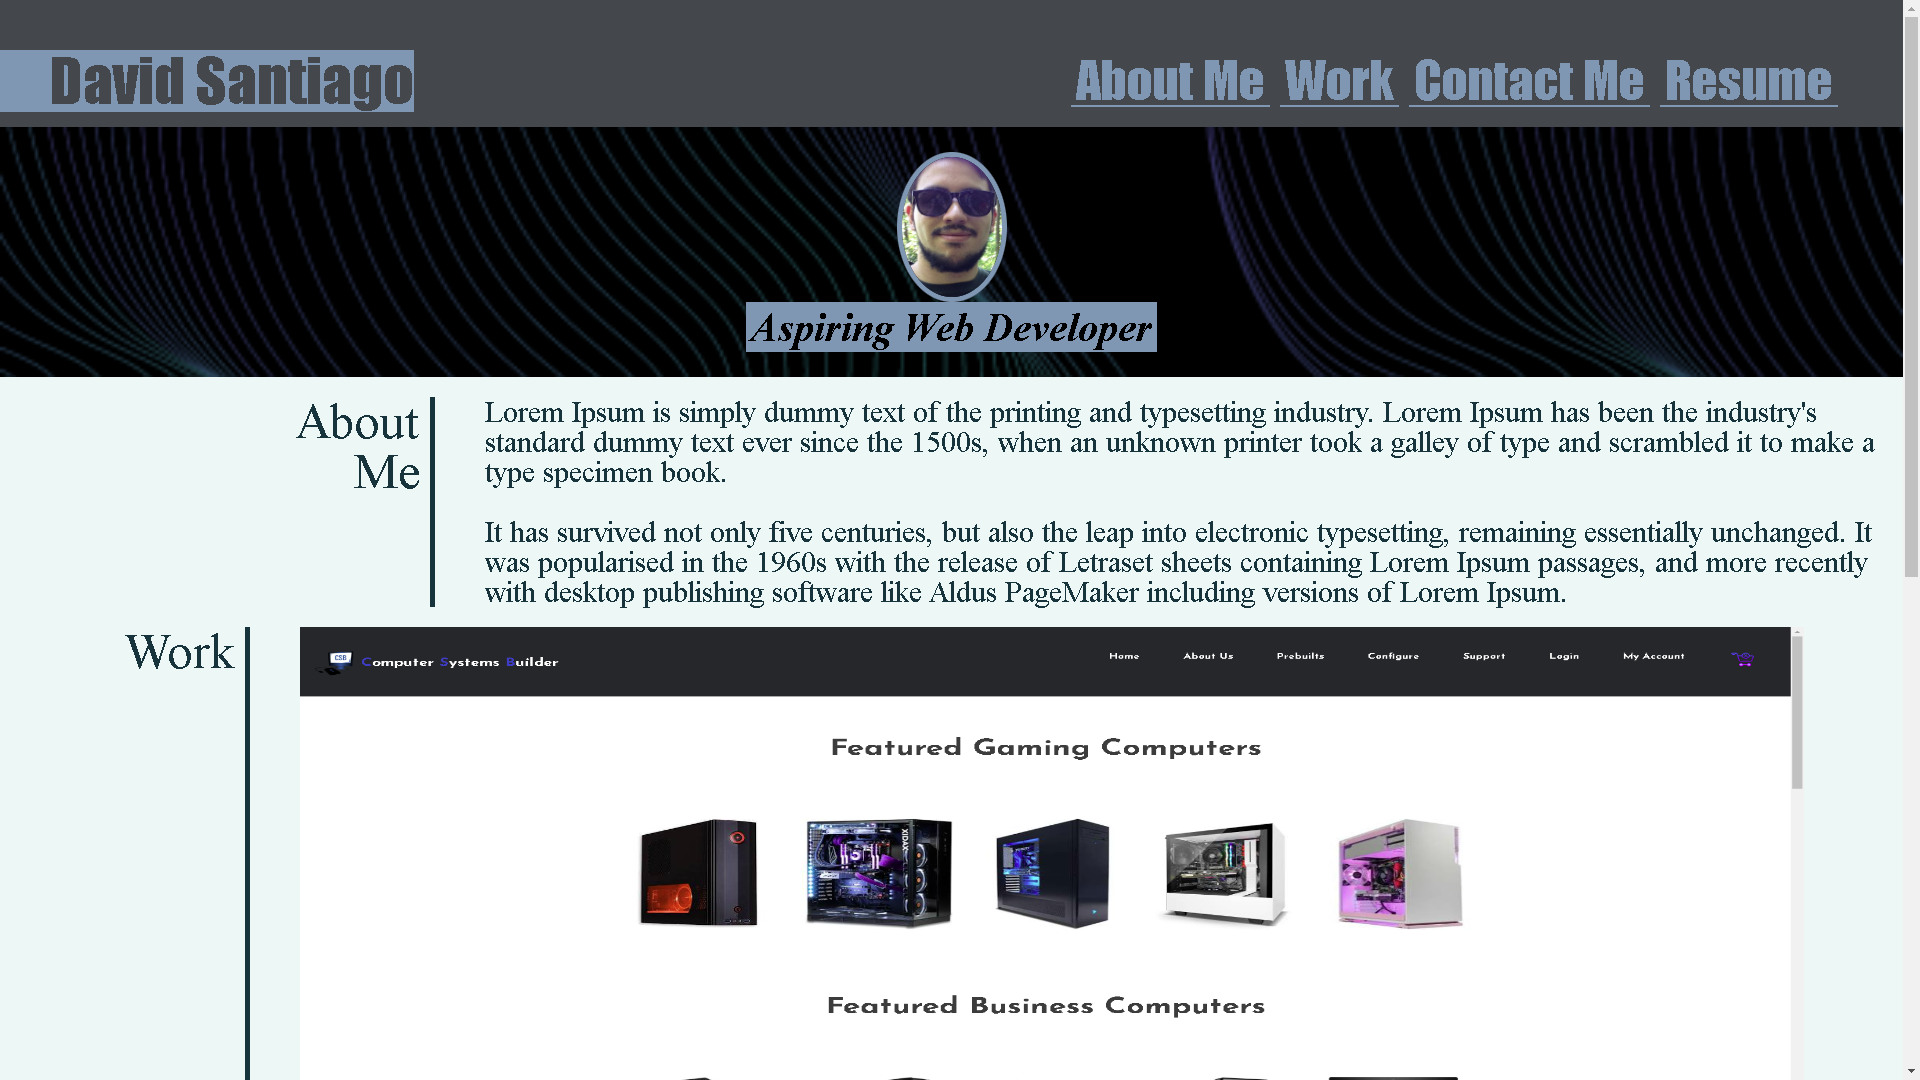 David Santiago
About Me Work Contact Me Resume
Aspiring Web Developer
About
Me
Lorem Ipsum is simply dummy text of the printing and typesetting industry. Lorem Ipsum has been the industry's
standard dummy text ever since the 1500s, when an unknown printer took a galley of type and scrambled it to make a
type specimen book.
It has survived not only five centuries, but also the leap into electronic typesetting, remaining essentially unchanged. It
was popularised in the 1960s with the release of Letraset sheets containing Lorem Ipsum passages, and more recently
with desktop publishing software like Aldus PageMaker including versions of Lorem Ipsum.
Work
CSB
Computer Systems Builder
Home About Us Prebuilts Configure Support Login My Account
Featured Gaming Computers
XIDAX
Featured Business Computers